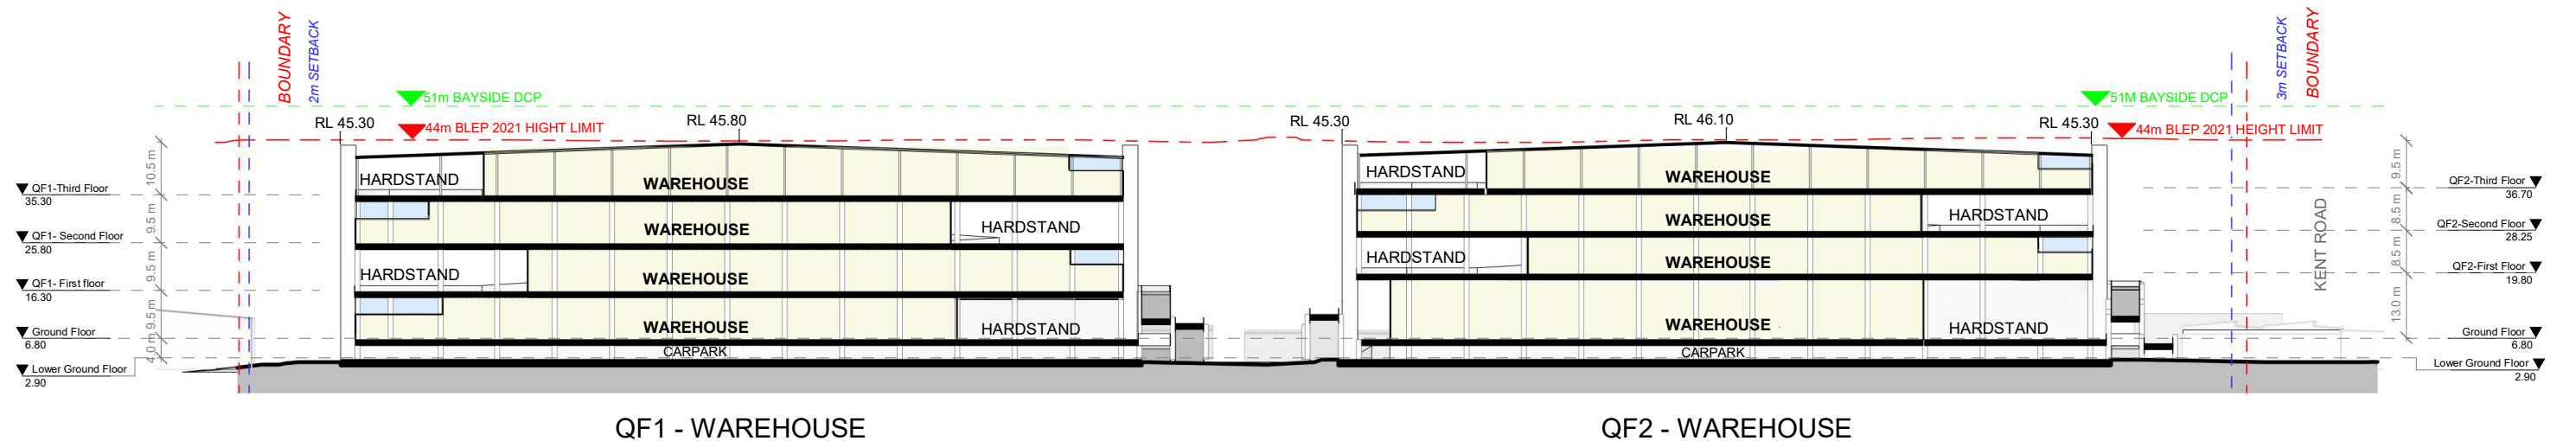 BOUNDARY
2m SETBACK
3m SETBACK
BOUNDARY
51m BAYSIDE DCP
51M BAYSIDE DCP
RL 45.30
44m BLEP 2021 HIGHT LIMIT
RL 45.80
RL 45.30
RL 46.10
RL 45.30
44m BLEP 2021 HEIGHT LIMIT
10.5 m
9.5 m
9.5 m
9.5 m
4.0 m
QF1-Third Floor
35.30
QF1- Second Floor
25.80
QF1- First floor
16.30
Ground Floor
6.80
Lower Ground Floor
2.90
HARDSTAND
WAREHOUSE
WAREHOUSE
HARDSTAND
HARDSTAND
WAREHOUSE
WAREHOUSE
HARDSTAND
CARPARK
HARDSTAND
WAREHOUSE
WAREHOUSE
HARDSTAND
HARDSTAND
WAREHOUSE
WAREHOUSE
HARDSTAND
CARPARK
KENT ROAD
9.5 m
8.5 m
8.5 m
13.0 m
QF2-Third Floor
36.70
QF2-Second Floor
28.25
QF2-First Floor
19.80
Ground Floor
6.80
Lower Ground Floor
2.90
QF1 - WAREHOUSE
QF2 - WAREHOUSE